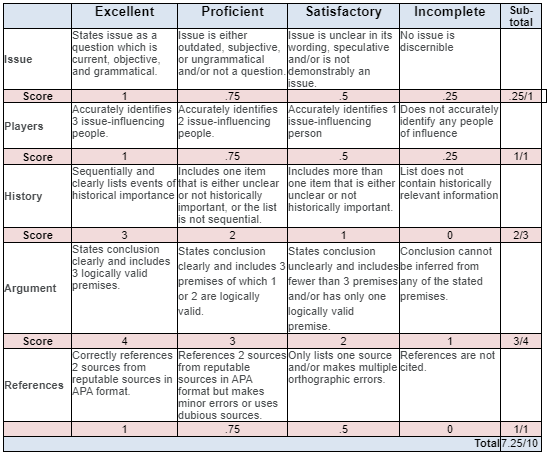 Excellent Proficient Satisfactory Incomplete Sub-total
Issue
States issue as a
question which is
current, objective,
and grammatical.
Issue is either
outdated, subjective,
or ungrammatical
and/or not a question.
Issue is unclear in its
wording, speculative
and/or is not
demonstrably an
issue.
No issue is
discernible
Score 1 .75 .5 .25 .25/1
Players
Accurately identifies
3 issue-influencing
people.
Accurately identifies
2 issue-influencing
people.
Accurately identifies 1
issue-influencing
person
Does not accurately
identify any people
of influence
Score 1 .75 .5 .25 1/1
History
Sequentially and
clearly lists events of
historical importance
Includes one item
that is either unclear
or not historically
important, or the list
is not sequential.
Includes more than
one item that is either
unclear or not
historically important.
List does not
contain historically
relevant information
Score 3 2 1 0 2/3
Argument
States conclusion
clearly and includes
3 logically valid
premises.
States conclusion
clearly and includes 3
premises of which 1
or 2 are logically
valid.
States conclusion
unclearly and includes
fewer than 3 premises
and/or has only one
logically valid
premise.
Conclusion cannot
be inferred from
any of the stated
premises.
Score 4 3 2 1 3/4
References
Correctly references
2 sources from
reputable sources in
APA format.
References 2 sources
from reputable
sources in APA
format but makes
minor errors or uses
dubious sources.
Only lists one source
and/or makes multiple
orthographic errors.
References are not
cited.
1 .75 .5 0 1/1
Total 7.25/10